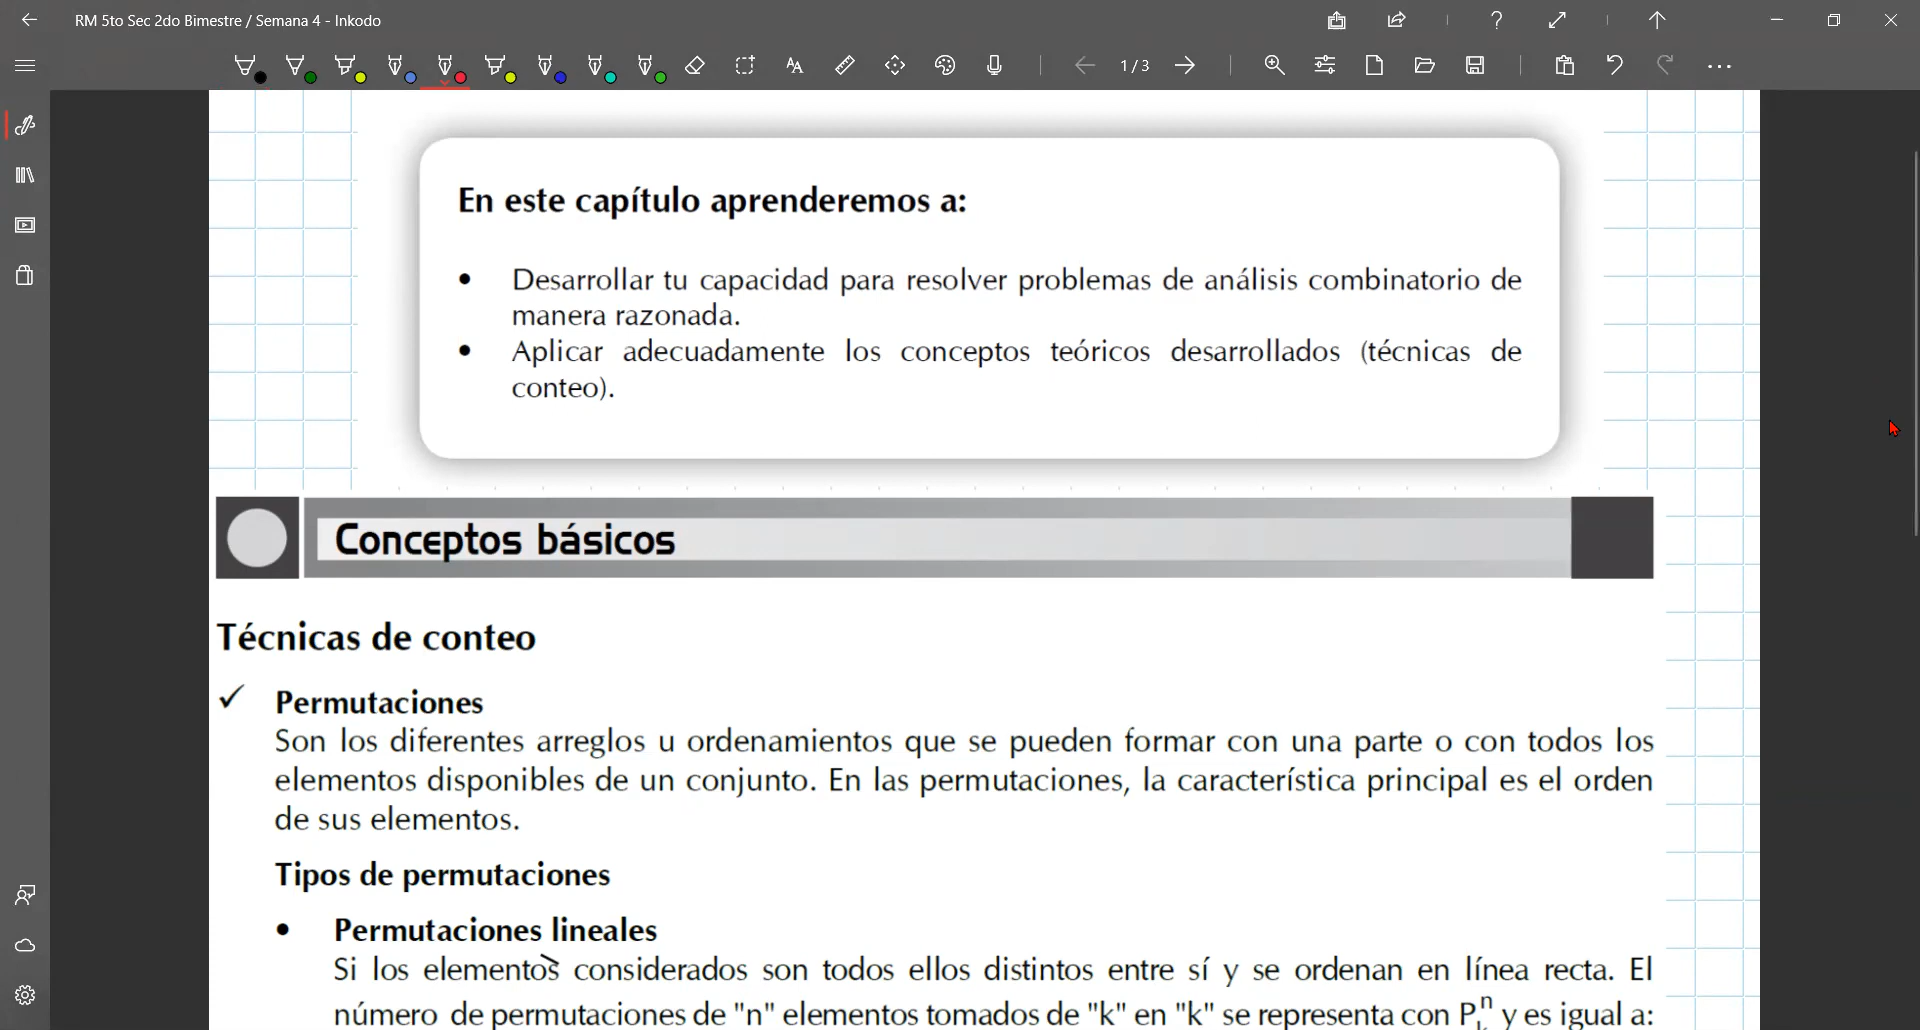 RM 5to Sec 2do Bimestre / Semana 4 - Inkodo
1 / 3
En este capítulo aprenderemos a:
• Desarrollar tu capacidad para resolver problemas de análisis combinatorio de
manera razonada.
• Aplicar adecuadamente los conceptos teóricos desarrollados (técnicas de
conteo).
Conceptos básicos
Técnicas de conteo
✓ Permutaciones
Son los diferentes arreglos u ordenamientos que se pueden formar con una parte o con todos los
elementos disponibles de un conjunto. En las permutaciones, la característica principal es el orden
de sus elementos.
Tipos de permutaciones
• Permutaciones lineales
Si los elementos considerados son todos ellos distintos entre sí y se ordenan en línea recta. El
número de permutaciones de "n" elementos tomados de "k" en "k" se representa con P^n_k y es igual a: